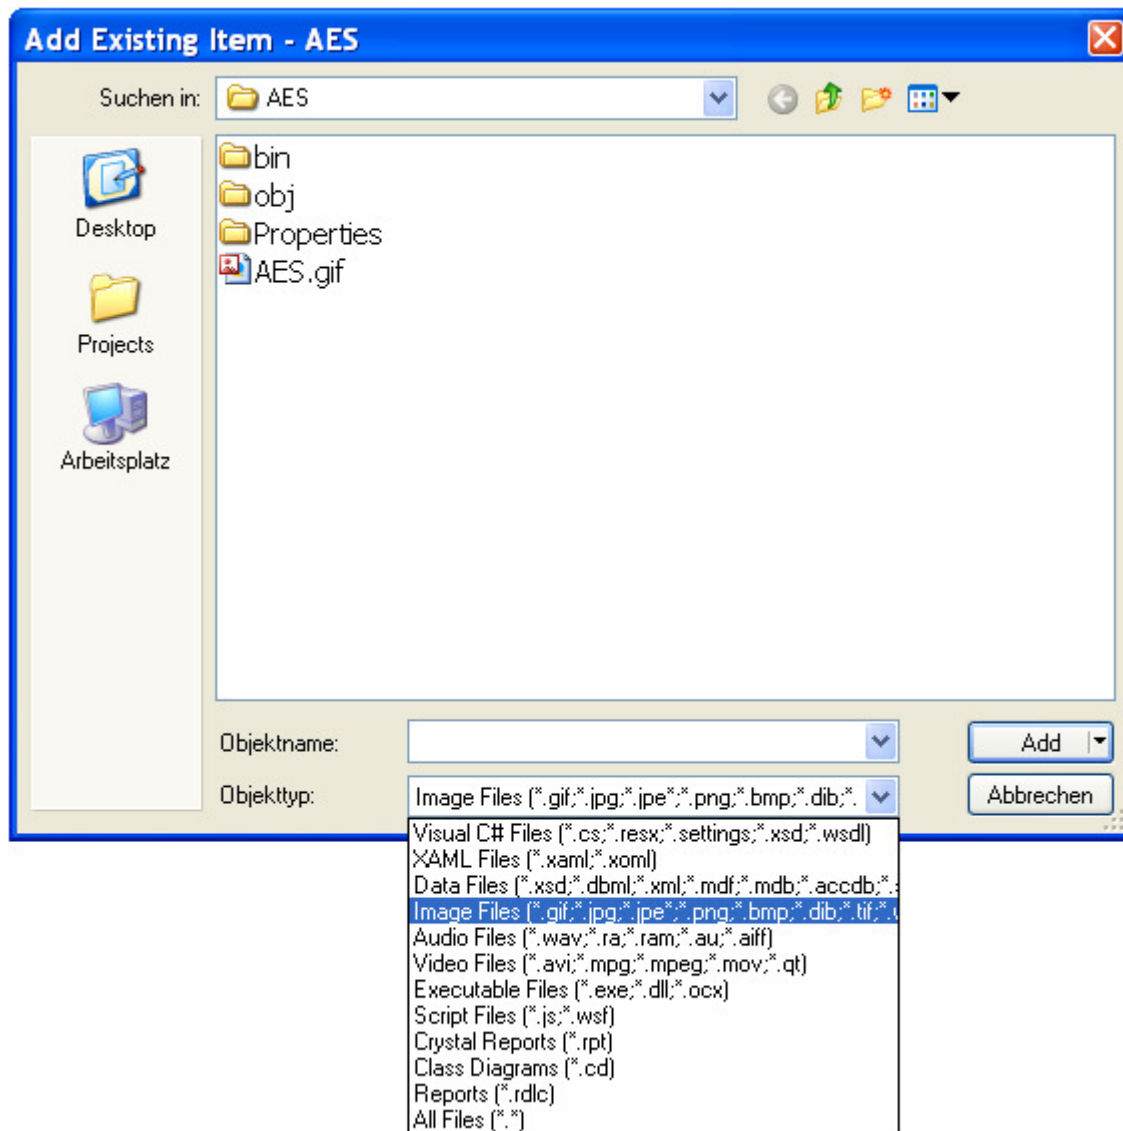 Add Existing Item - AES
Suchen in: AES
Desktop
Projects
Arbeitsplatz
bin
obj
Properties
AES.gif
Objektname:
Add
Objekttyp: Image Files (*.gif;*.jpg;*.jpe*;*.png;*.bmp;*.dib;*.
Abbrechen
Visual C# Files (*.cs;*.resx;*.settings;*.xsd;*.wsdl)
XAML Files (*.xaml;*.xoml)
Data Files (*.xsd;*.dbml;*.xml;*.mdf;*.mdb;*.accdb;*.
Image Files (*.gif;*.jpg;*.jpe*;*.png;*.bmp;*.dib;*.tif;*.
Audio Files (*.wav;*.ra;*.ram;*.au;*.aiff)
Video Files (*.avi;*.mpg;*.mpeg;*.mov;*.qt)
Executable Files (*.exe;*.dll;*.ocx)
Script Files (*.js;*.wsf)
Crystal Reports (*.rpt)
Class Diagrams (*.cd)
Reports (*.rdlc)
All Files (*.*)